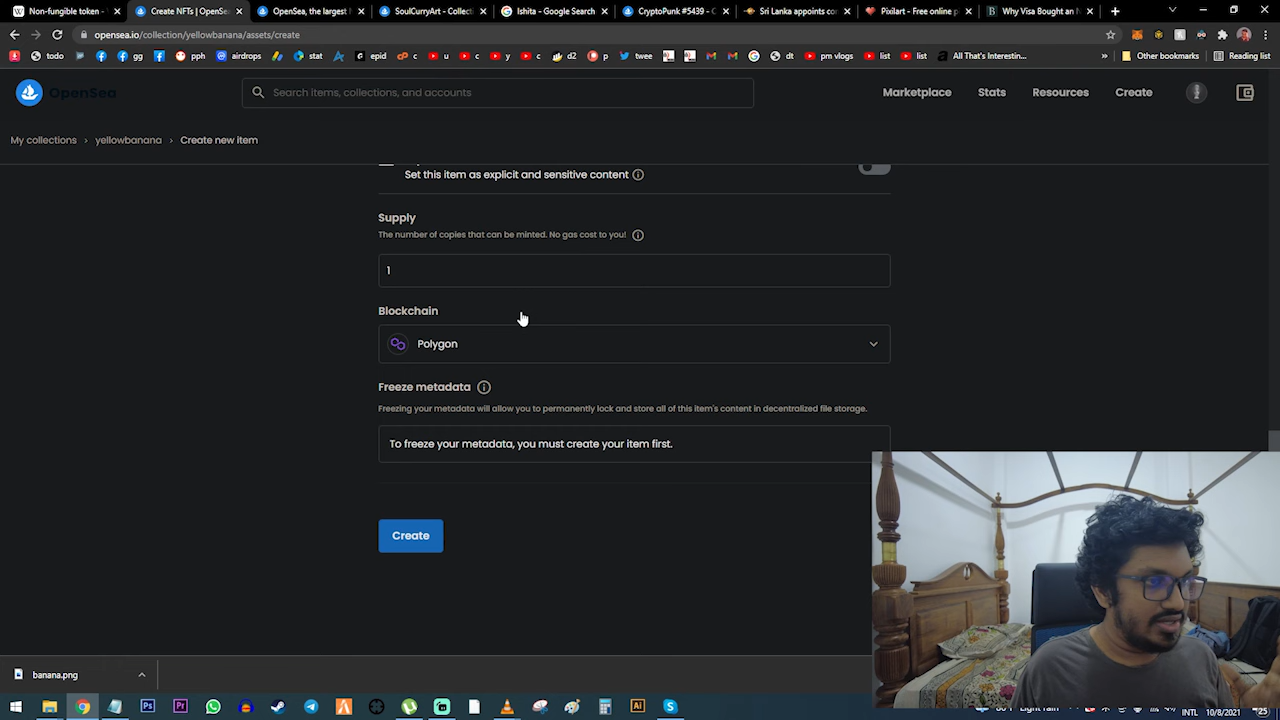 Non-fungible token - W
Create NFTs | OpenSe
OpenSea, the largest N
SoulCurryArt - Collectio
Ishita - Google Search
CryptoPunk #5439 - C
Sri Lanka appoints co
Pixilart - Free online p
Why Visa Bought an N
opensea.io/collection/yellowbanana/assets/create
todo
gg
pph
airdrops
stat
epid
c
u
c
y
c
d2
p
twee
dt
pm vlogs
list
list
All That's Interestin...
»
Other bookmarks
Reading list
OpenSea
Search items, collections, and accounts
Marketplace
Stats
Resources
Create
My collections > yellowbanana > Create new item
Set this item as explicit and sensitive content
Supply
The number of copies that can be minted. No gas cost to you!
1
Blockchain
Polygon
Freeze metadata
Freezing your metadata will allow you to permanently lock and store all of this item's content in decentralized file storage.
To freeze your metadata, you must create your item first.
Create
banana.png
Light rain
INTL
10/8/2021